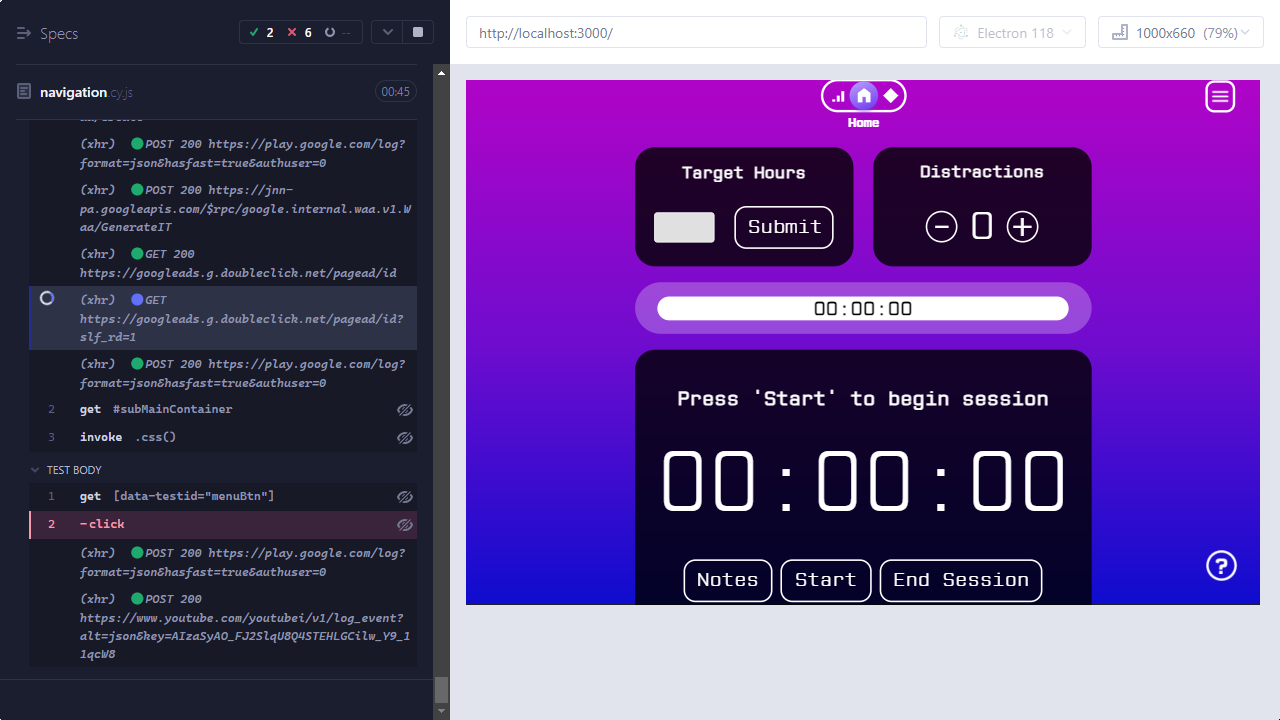 Specs
2
6
--
navigation.cy.js
00:45
(xhr) POST 200 https://play.google.com/log?
format=json&hasfast=true&authuser=0
(xhr) POST 200 https://jnn-
pa.googleapis.com/$rpc/google.internal.waa.v1.W
aa/GenerateIT
(xhr) GET 200
https://googleads.g.doubleclick.net/pagead/id
(xhr) GET
https://googleads.g.doubleclick.net/pagead/id?
slf_rd=1
(xhr) POST 200 https://play.google.com/log?
format=json&hasfast=true&authuser=0
2 get #subMainContainer
3 invoke .css()
TEST BODY
1 get [data-testid="menuBtn"]
2 -click
(xhr) POST 200 https://play.google.com/log?
format=json&hasfast=true&authuser=0
(xhr) POST 200
https://www.youtube.com/youtubei/v1/log_event?
alt=json&key=AIzaSyAO_FJ2SlqU8Q4STEHLGCilw_Y9_1
1qcW8
http://localhost:3000/
Electron 118
1000x660 (79%)
Home
Target Hours
Submit
Distractions
0
00:00:00
Press 'Start' to begin session
00:00:00
Notes
Start
End Session
?